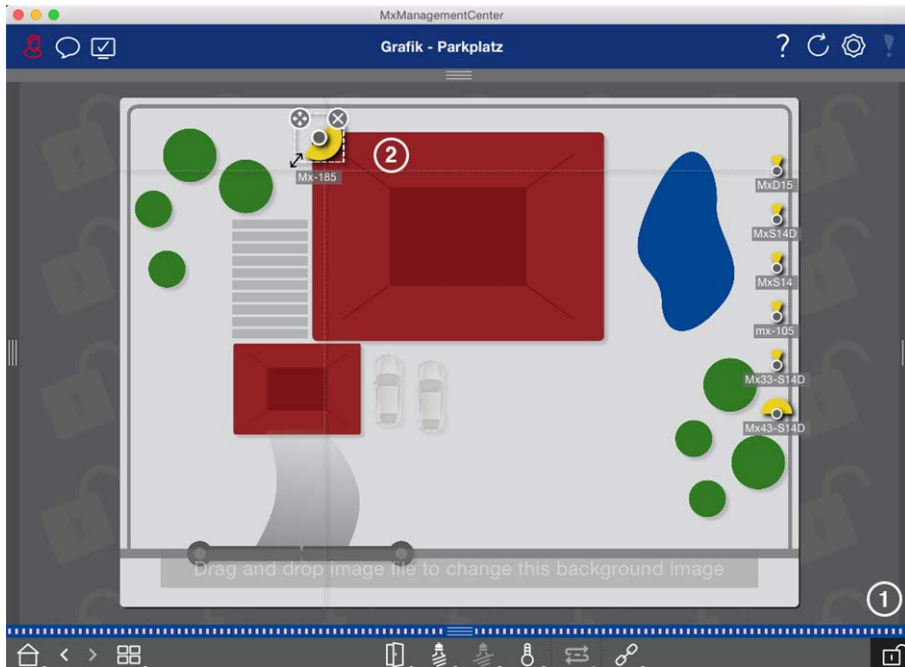 MxManagementCenter
Grafik - Parkplatz
?
2
Mx-185
MxD15
MxS14D
MxS14
mx-105
Mx33-S14D
Mx43-S14D
Drag and drop image file to change this background image
1